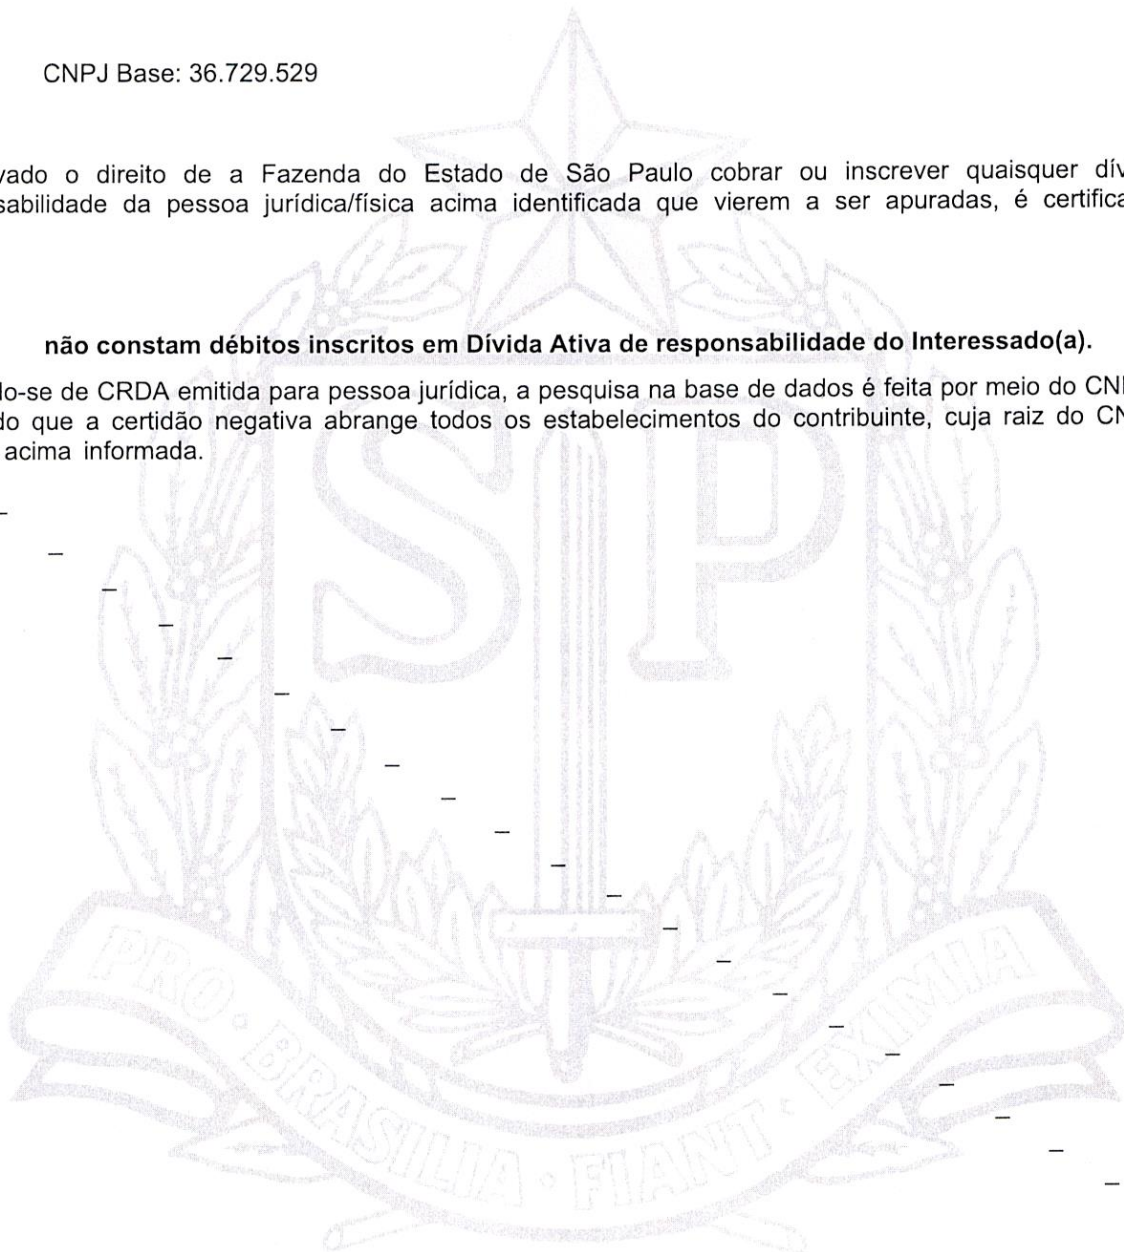 CNPJ Base: 36.729.529
vado o direito de a Fazenda do Estado de São Paulo cobrar ou inscrever quaisquer dív
sabilidade da pessoa jurídica/física acima identificada que vierem a ser apuradas, é certifica
não constam débitos inscritos em Dívida Ativa de responsabilidade do Interessado(a).
do-se de CRDA emitida para pessoa jurídica, a pesquisa na base de dados é feita por meio do CN
do que a certidão negativa abrange todos os estabelecimentos do contribuinte, cuja raiz do CN
acima informada.
SP
PRO BRASILIA FIANT EXIMIA